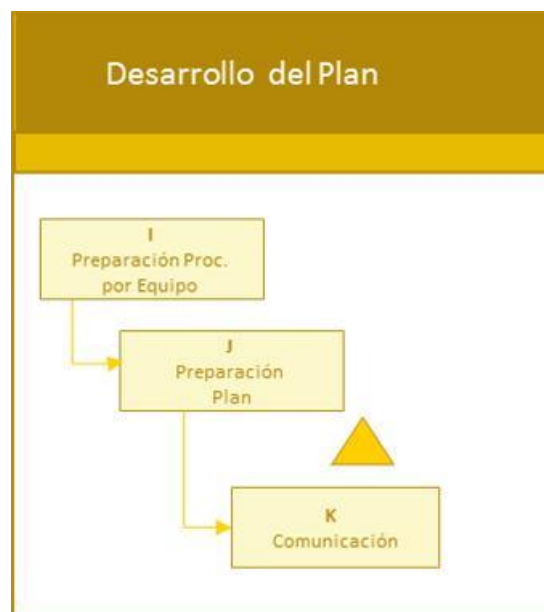 Desarrollo del Plan
I
Preparación Proc.
por Equipo
J
Preparación
Plan
K
Comunicación